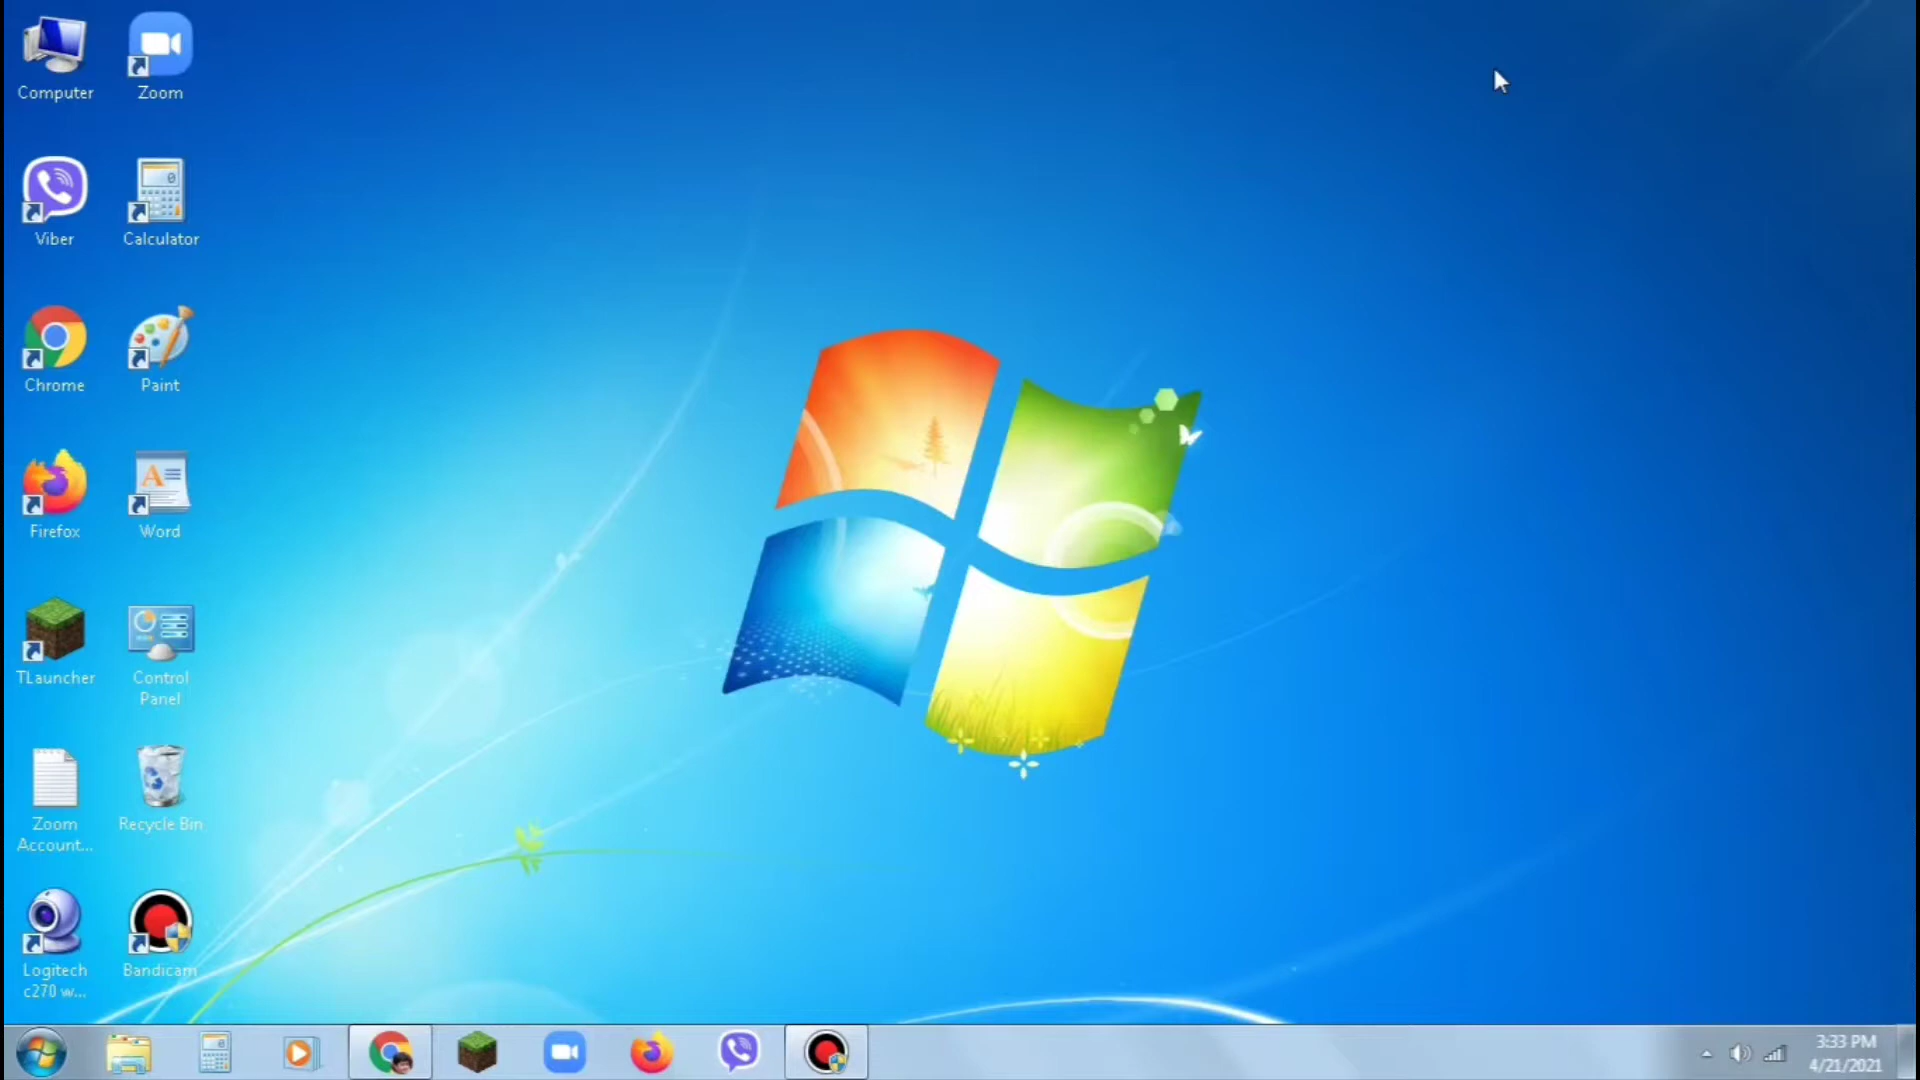 Computer
Zoom
Viber
Calculator
Chrome
Paint
Firefox
Word
TLauncher
Control
Panel
Zoom
Account...
Recycle Bin
Logitech
c270 w...
Bandicam
3:33 PM
4/21/2021